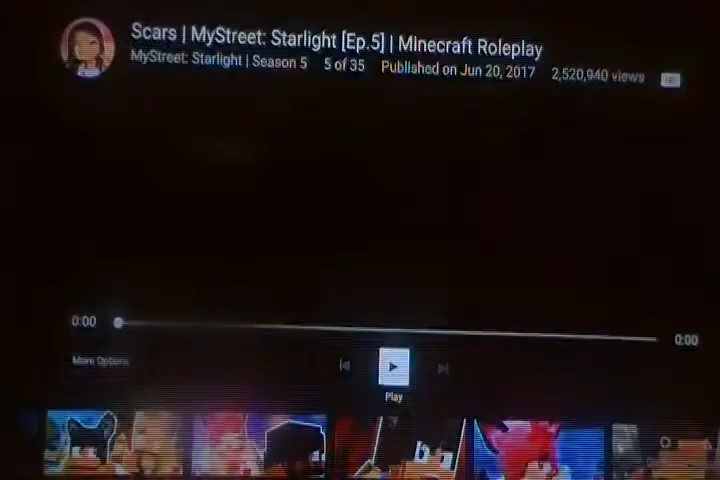 Scars | MyStreet: Starlight [Ep.5] | Minecraft Roleplay
MyStreet: Starlight | Season 5 5 of 35 Published on Jun 20, 2017 2,520,940 views
0:00 0:00
More Options
Play